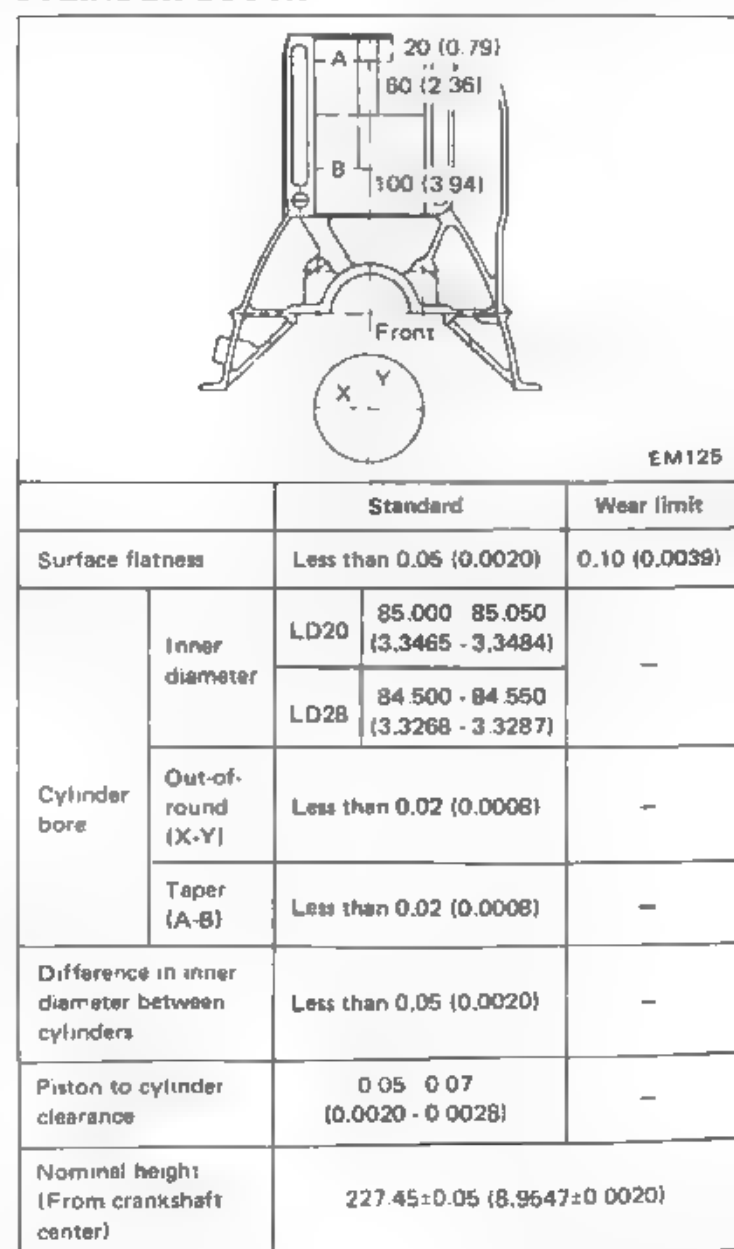 A
20 (0.79)
60 (2 36)
B
100 (3 94)
Front
X Y
EM125
Standard
Wear limit
Surface flatness
Less than 0.05 (0.0020)
0.10 (0.0039)
Cylinder bore
Inner diameter
LD20
85.000 85.050
(3.3465 - 3.3484)
–
LD28
84.500 - 84.550
(3.3268 - 3.3287)
Out-of-round (X-Y)
Less than 0.02 (0.0008)
–
Taper (A-B)
Less than 0.02 (0.0008)
–
Difference in inner
diameter between
cylinders
Less than 0.05 (0.0020)
–
Piston to cylinder
clearance
0 05 0 07
(0.0020 - 0 0028)
–
Nominal height
(From crankshaft
center)
227.45±0.05 (8.9547±0 0020)